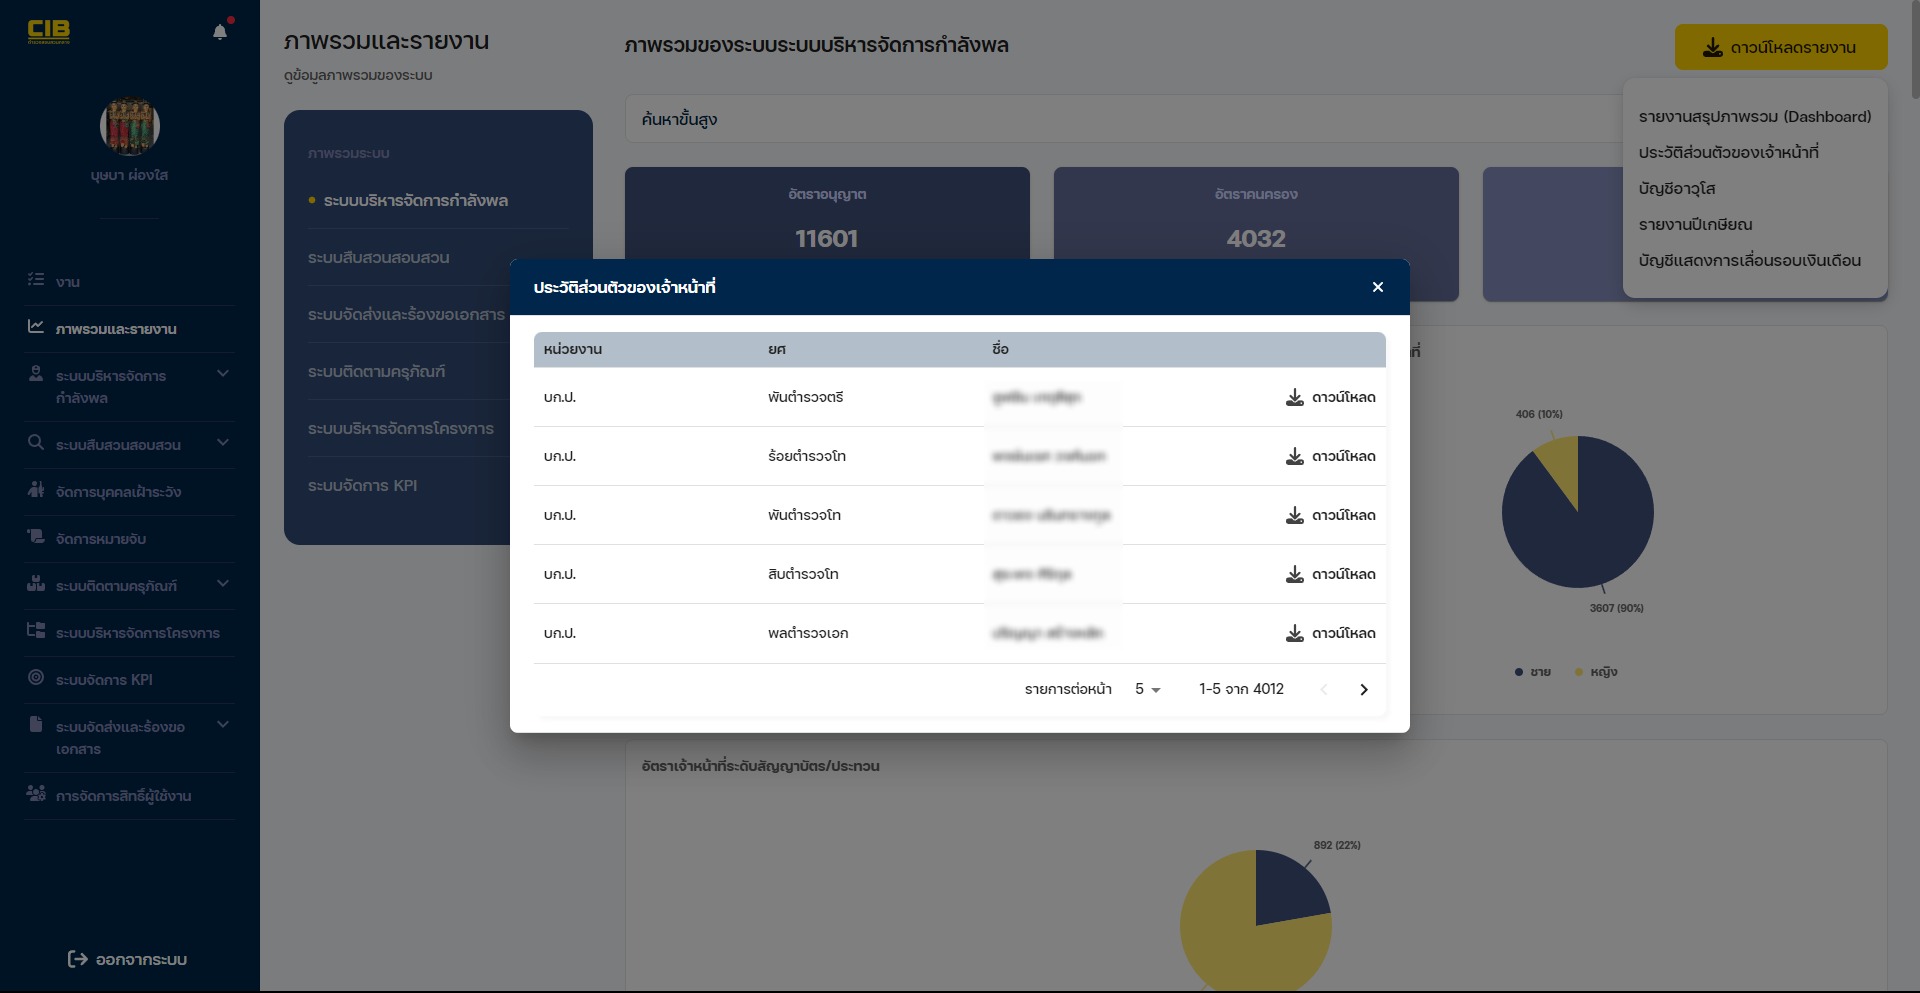 CIB
บุษบา ผ่องใส
งาน
ภาพรวมและรายงาน
ระบบบริหารจัดการ
กำลังพล
ระบบสืบสวนสอบสวน
จัดการบุคคลเฝ้าระวัง
จัดการหมายจับ
ระบบติดตามครุภัณฑ์
ระบบบริหารจัดการโครงการ
ระบบจัดการ KPI
ระบบจัดส่งและร้องขอ
เอกสาร
การจัดการสิทธิ์ผู้ใช้งาน
ออกจากระบบ
ภาพรวมและรายงาน
ดูข้อมูลภาพรวมของระบบ
ภาพรวมระบบ
ระบบบริหารจัดการกำลังพล
ระบบสืบสวนสอบสวน
ระบบจัดส่งและร้องขอเอกสาร
ระบบติดตามครุภัณฑ์
ระบบบริหารจัดการโครงการ
ระบบจัดการ KPI
ภาพรวมของระบบระบบบริหารจัดการกำลังพล
ดาวน์โหลดรายงาน
ค้นหาขั้นสูง
รายงานสรุปภาพรวม (Dashboard)
ประวัติส่วนตัวของเจ้าหน้าที่
บัญชีอาวุโส
รายงานปีเกษียณ
บัญชีแสดงการเลื่อนรอบเงินเดือน
อัตราอนุญาต
11601
อัตราคนครอง
4032
ประวัติส่วนตัวของเจ้าหน้าที่
หน่วยงาน ยศ ชื่อ
บก.ป. พันตำรวจตรี ดาวน์โหลด
บก.ป. ร้อยตำรวจโท ดาวน์โหลด
บก.ป. พันตำรวจโท ดาวน์โหลด
บก.ป. สิบตำรวจโท ดาวน์โหลด
บก.ป. พลตำรวจเอก ดาวน์โหลด
รายการต่อหน้า 5 1-5 จาก 4012
406 (10%)
3607 (90%)
ชาย หญิง
อัตราเจ้าหน้าที่ระดับสัญญาบัตร/ประทวน
892 (22%)